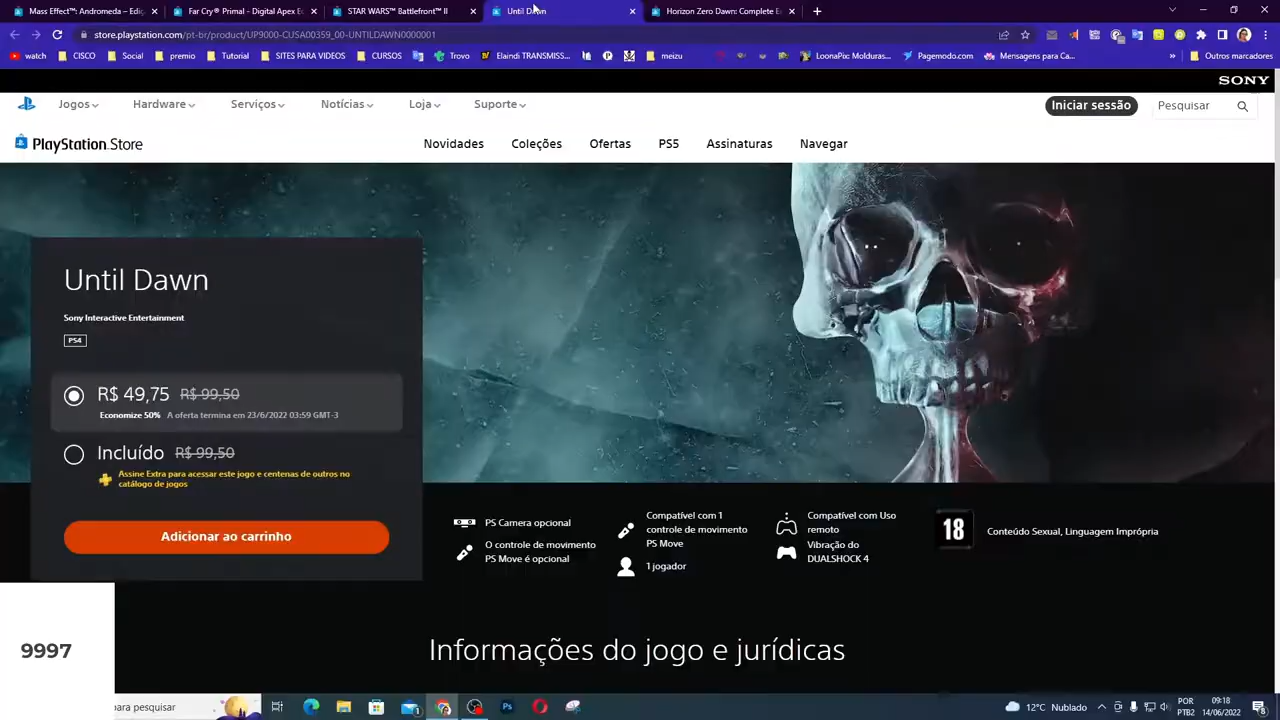 Mass Effect™: Andromeda – Edi
Far Cry® Primal - Digital Apex E
STAR WARS™ Battlefront™ II
Until Dawn
Horizon Zero Dawn: Complete E
store.playstation.com/pt-br/product/UP9000-CUSA00359_00-UNTILDAWN0000001
watch
CISCO
Social
premio
Tutorial
SITES PARA VIDEOS
CURSOS
Trovo
Elaindi TRANSMISS...
meizu
LoonaPix Molduras...
Pagemodo.com
Mensagens para Ca...
»
Outros marcadores
SONY
Jogos
Hardware
Serviços
Notícias
Loja
Suporte
Iniciar sessão
Pesquisar
PlayStation.Store
Novidades
Coleções
Ofertas
PS5
Assinaturas
Navegar
Until Dawn
Sony Interactive Entertainment
PS4
R$ 49,75 R$ 99,50
Economize 50% A oferta termina em 23/6/2022 03:59 GMT-3
Incluído R$ 99,50
Assine Extra para acessar este jogo e centenas de outros no
catálogo de jogos
Adicionar ao carrinho
PS Camera opcional
O controle de movimento
PS Move é opcional
Compatível com 1
controle de movimento
PS Move
1 jogador
Compatível com Uso
remoto
Vibração do
DUALSHOCK 4
18
Conteúdo Sexual, Linguagem Imprópria
9997
Informações do jogo e jurídicas
para pesquisar
Ps
12°C Nublado
POR
PTB2
09:18
14/06/2022